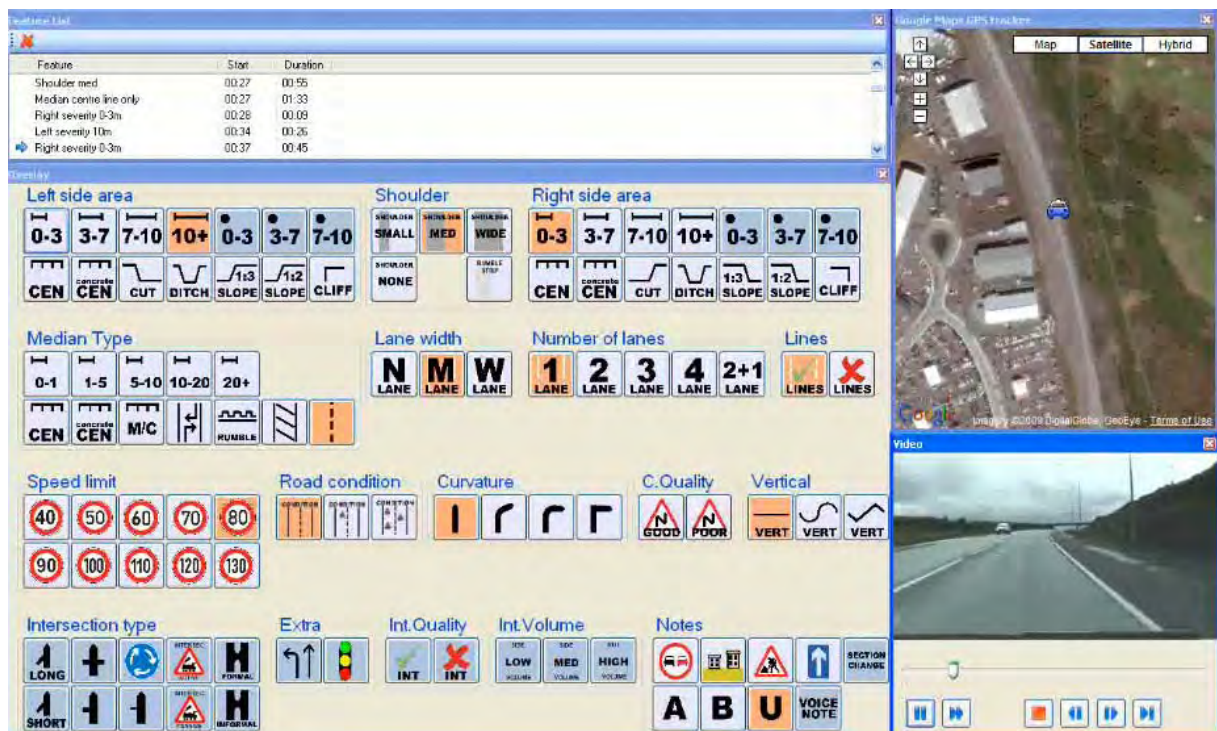 Feature List
Feature Start Duration
Shoulder med 00:27 00:55
Median centre line only 00:27 01:33
Right severity 0-3m 00:28 00:09
Left severity 10m 00:34 00:26
Right severity 0-3m 00:37 00:45
Google Maps GPS tracker
Map Satellite Hybrid
Google
Imagery ©2009 DigitalGlobe, GeoEye - Terms of Use
Overlay
Left side area Shoulder Right side area
0-3 3-7 7-10 10+ 0-3 3-7 7-10
SHOULDER SMALL SHOULDER MED SHOULDER WIDE
0-3 3-7 7-10 10+ 0-3 3-7 7-10
CEN concrete CEN CUT DITCH 1:3 SLOPE 1:2 SLOPE CLIFF
SHOULDER NONE RUMBLE STRIP
CEN concrete CEN CUT DITCH 1:3 SLOPE 1:2 SLOPE CLIFF
Median Type Lane width Number of lanes Lines
0-1 1-5 5-10 10-20 20+
N LANE M LANE W LANE
1 LANE 2 LANE 3 LANE 4 LANE 2+1 LANE
LINES LINES
CEN concrete CEN M/C RUMBLE
Video
Speed limit Road condition Curvature C.Quality Vertical
40 50 60 70 80
CONDITION CONDITION CONDITION
N GOOD N POOR
VERT VERT VERT
90 100 110 120 130
Intersection type Extra Int.Quality Int.Volume Notes
LONG INTERSEC FORMAL
INT INT
SIDE LOW VOLUME SIDE MED VOLUME HIGH VOLUME
SECTION CHANGE
SHORT INTERSEC INFORMAL
A B U VOICE NOTE